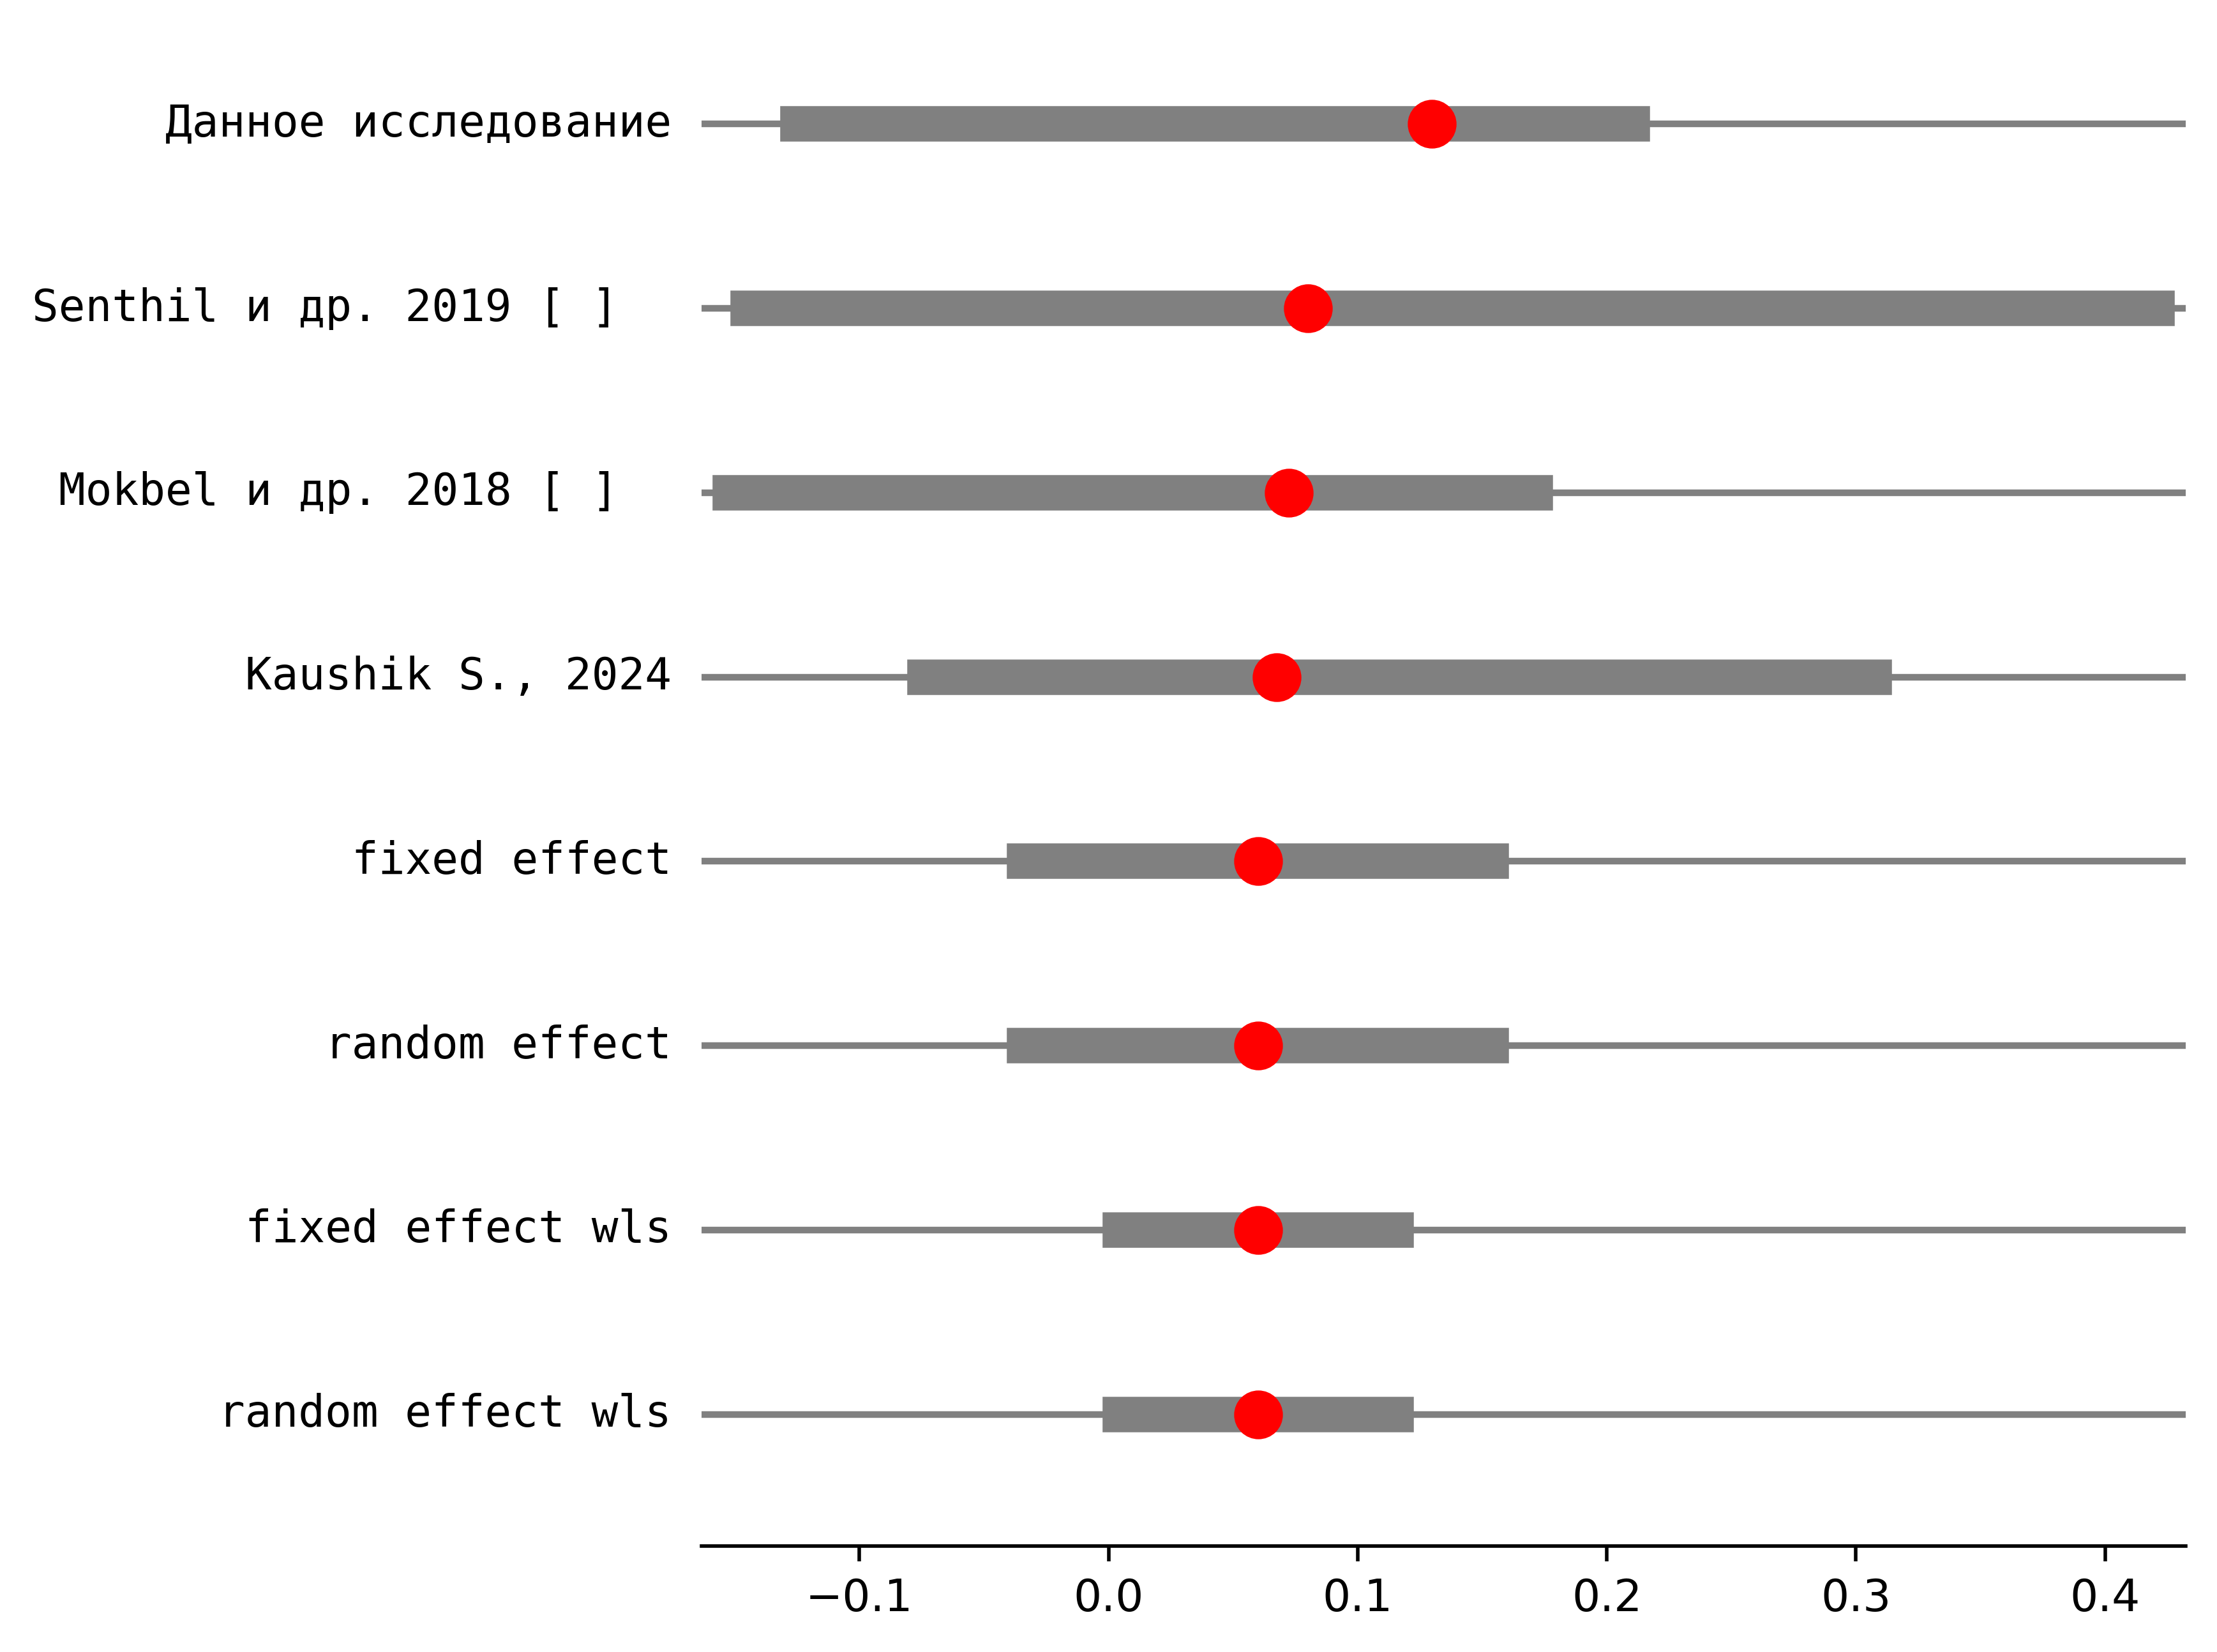 Данное исследование
Senthil и др. 2019 [ ]
Mokbel и др. 2018 [ ]
Kaushik S., 2024
fixed effect
random effect
fixed effect wls
random effect wls
−0.1 0.0 0.1 0.2 0.3 0.4